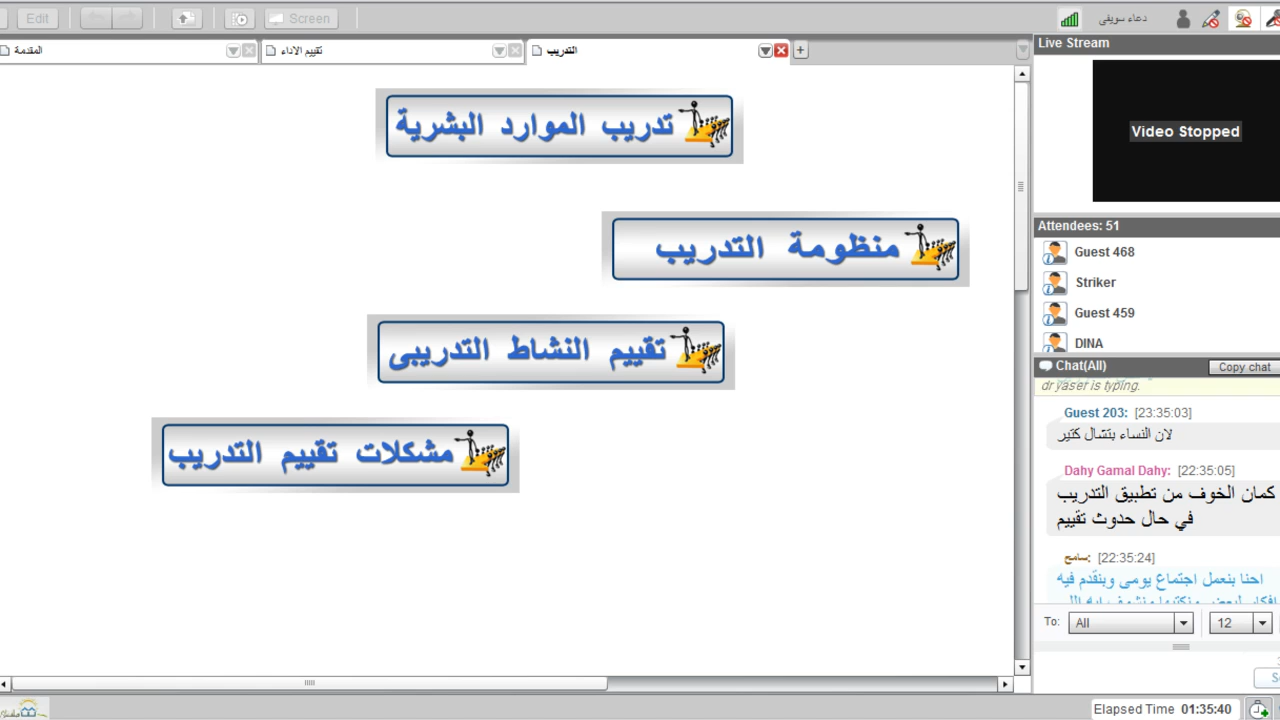 Edit
Screen
دعاء سويفى
المقدمة
تقييم الاداء
التدريب
Live Stream
تدريب الموارد البشرية
منظومة التدريب
تقييم النشاط التدريبى
مشكلات تقييم التدريب
Video Stopped
Attendees: 51
Guest 468
Striker
Guest 459
DINA
Chat(All)
Copy chat
dr yaser is typing.
Guest 203: [23:35:03]
لان النساء بتشال كتير
Dahy Gamal Dahy: [22:35:05]
كمان الخوف من تطبيق التدريب
في حال حدوث تقييم
سامح: [22:35:24]
احنا بنعمل اجتماع يومى وبنقدم فيه
To: All 12
Elapsed Time 01:35:40